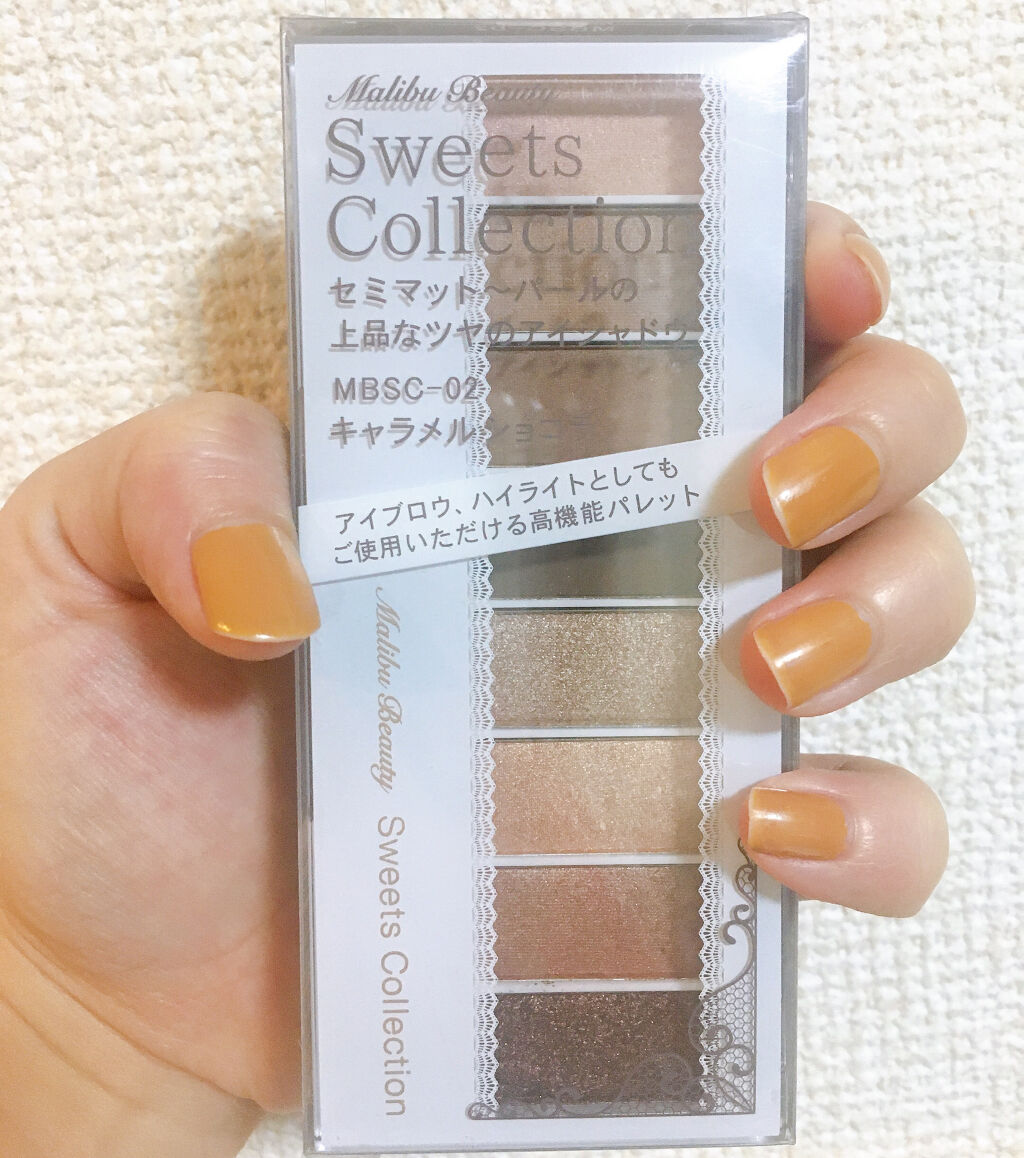 Malibu Beauty
Sweets
Collection
セミマット～パールの
上品なツヤのアイシャドウ
MBSC-02
キャラメルショコラ
アイブロウ、ハイライトとしても
ご使用いただける高機能パレット
Malibu Beauty Sweets Collection